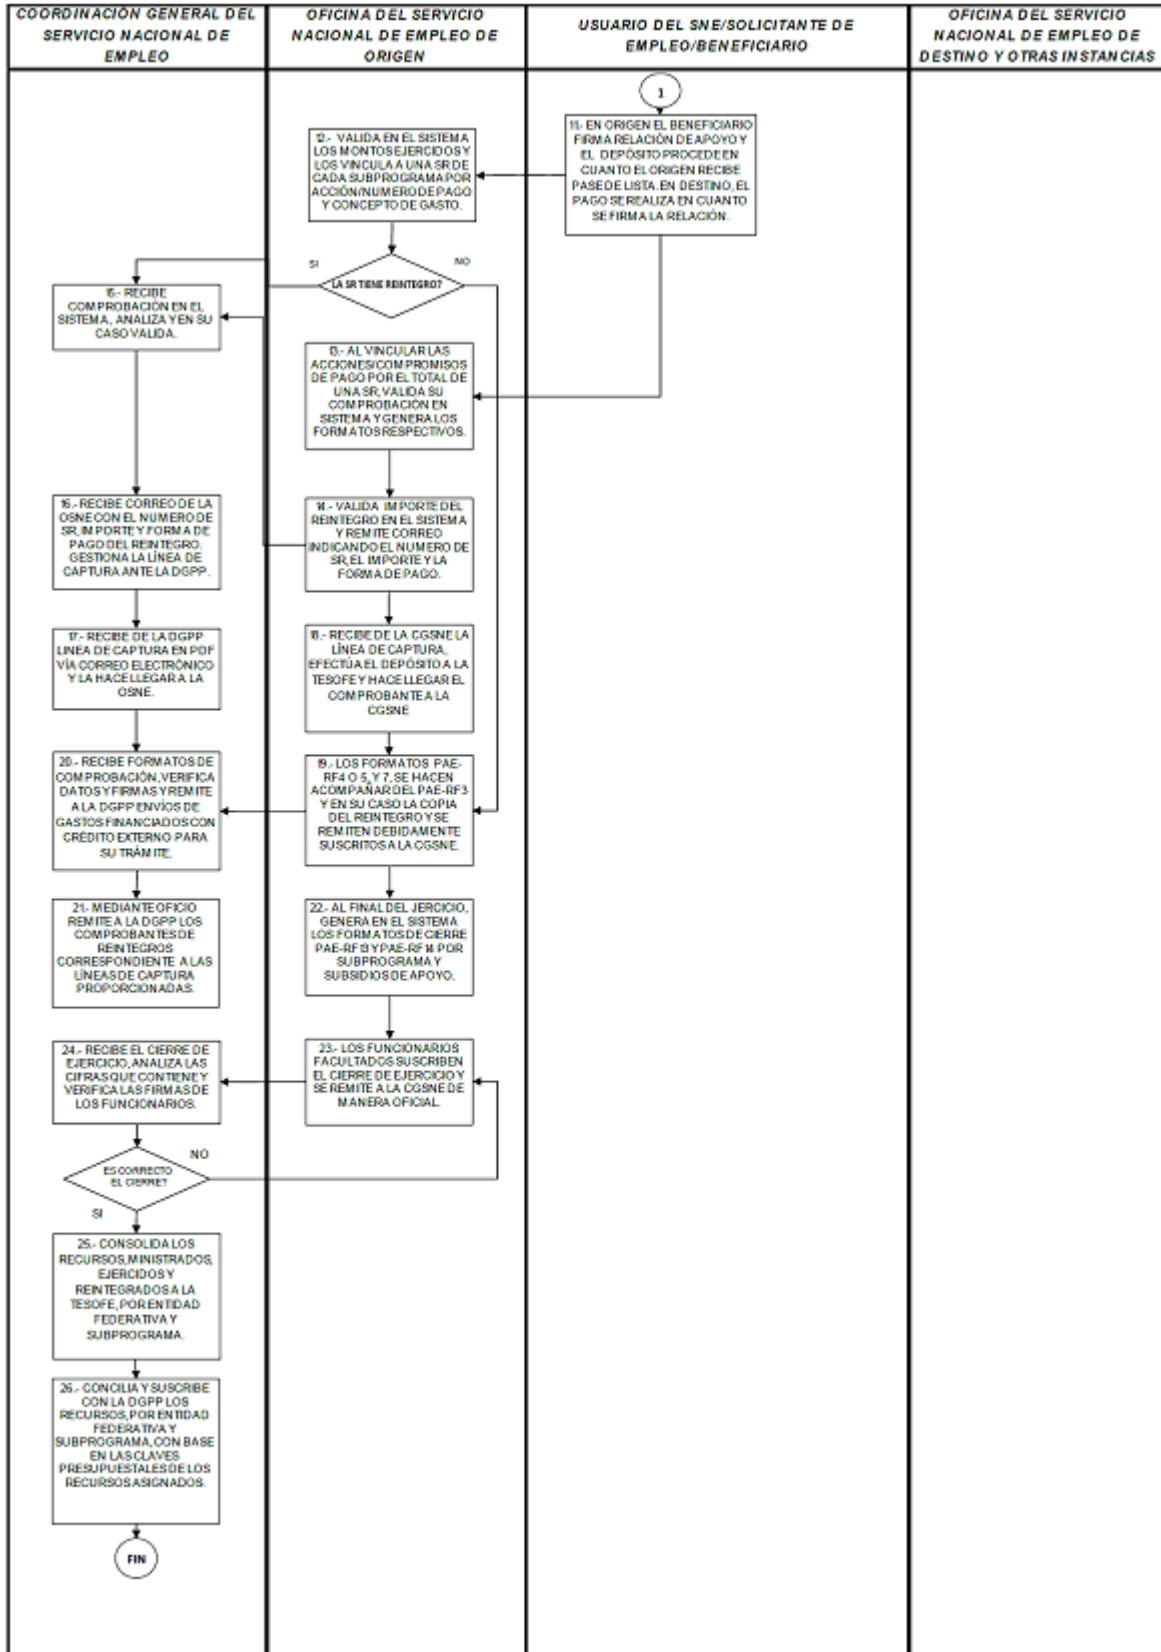 COORDINACIÓN GENERAL DEL
SERVICIO NACIONAL DE
EMPLEO
OFICINA DEL SERVICIO
NACIONAL DE EMPLEO DE
ORIGEN
USUARIO DEL SNE/SOLICITANTE DE
EMPLEO/BENEFICIARIO
OFICINA DEL SERVICIO
NACIONAL DE EMPLEO DE
DESTINO Y OTRAS INSTANCIAS
1
11.- EN ORIGEN EL BENEFICIARIO
FIRMA RELACIÓN DE APOYO Y
EL DEPÓSITO PROCEDE EN
CUANTO EL ORIGEN RECIBE
PASE DE LISTA. EN DESTINO, EL
PAGO SE REALIZA EN CUANTO
SE FIRMA LA RELACIÓN.
12.- VALIDA EN EL SISTEMA
LOS MONTOS EJERCIDOS Y
LOS VINCULA A UNA SR DE
CADA SUBPROGRAMA POR
ACCIÓN/NUMERO DE PAGO
Y CONCEPTO DE GASTO.
SI
NO
LA SR TIENE REINTEGRO?
15.- RECIBE
COMPROBACIÓN EN EL
SISTEMA, ANALIZA Y EN SU
CASO VALIDA.
13.- AL VINCULAR LAS
ACCIONES/COMPROMISOS
DE PAGO POR EL TOTAL DE
UNA SR, VALIDA SU
COMPROBACIÓN EN
SISTEMA Y GENERA LOS
FORMATOS RESPECTIVOS.
16.- RECIBE CORREO DE LA
OSNE CON EL NUMERO DE
SR, IMPORTE Y FORMA DE
PAGO DEL REINTEGRO.
GESTIONA LA LÍNEA DE
CAPTURA ANTE LA DGPP.
14.- VALIDA IMPORTE DEL
REINTEGRO EN EL SISTEMA
Y REMITE CORREO
INDICANDO EL NUMERO DE
SR, EL IMPORTE Y LA
FORMA DE PAGO.
17.- RECIBE DE LA DGPP
LINEA DE CAPTURA EN PDF
VÍA CORREO ELECTRÓNICO
Y LA HACE LLEGAR A LA
OSNE.
18.- RECIBE DE LA CGSNE LA
LÍNEA DE CAPTURA,
EFECTÚA EL DEPÓSITO A LA
TESOFE Y HACE LLEGAR EL
COMPROBANTE A LA
CGSNE
20.- RECIBE FORMATOS DE
COMPROBACIÓN, VERIFICA
DATOS Y FIRMAS Y REMITE
A LA DGPP ENVÍOS DE
GASTOS FINANCIADOS CON
CRÉDITO EXTERNO PARA
SU TRÁMITE.
19.- LOS FORMATOS PAE-
RF4 O 5, Y 7, SE HACEN
ACOMPAÑAR DEL PAE-RF3
Y EN SU CASO LA COPIA
DEL REINTEGRO Y SE
REMITEN DEBIDAMENTE
SUSCRITOS A LA CGSNE.
21.- MEDIANTE OFICIO
REMITE A LA DGPP LOS
COMPROBANTES DE
REINTEGROS
CORRESPONDIENTE A LAS
LÍNEAS DE CAPTURA
PROPORCIONADAS.
22.- AL FINAL DEL JERCICIO,
GENERA EN EL SISTEMA
LOS FORMATOS DE CIERRE
PAE-RF13 Y PAE-RF14 POR
SUBPROGRAMA Y
SUBSIDIOS DE APOYO.
24.- RECIBE EL CIERRE DE
EJERCICIO, ANALIZA LAS
CIFRAS QUE CONTIENE Y
VERIFICA LAS FIRMAS DE
LOS FUNCIONARIOS.
23.- LOS FUNCIONARIOS
FACULTADOS SUSCRIBEN
EL CIERRE DE EJERCICIO Y
SE REMITE A LA CGSNE DE
MANERA OFICIAL.
NO
ES CORRECTO
EL CIERRE?
SI
25.- CONSOLIDA LOS
RECURSOS, MINISTRADOS,
EJERCIDOS Y
REINTEGRADOS A LA
TESOFE, POR ENTIDAD
FEDERATIVA Y
SUBPROGRAMA.
26.- CONCILIA Y SUSCRIBE
CON LA DGPP LOS
RECURSOS, POR ENTIDAD
FEDERATIVA Y
SUBPROGRAMA, CON BASE
EN LAS CLAVES
PRESUPUESTALES DE LOS
RECURSOS ASIGNADOS.
FIN